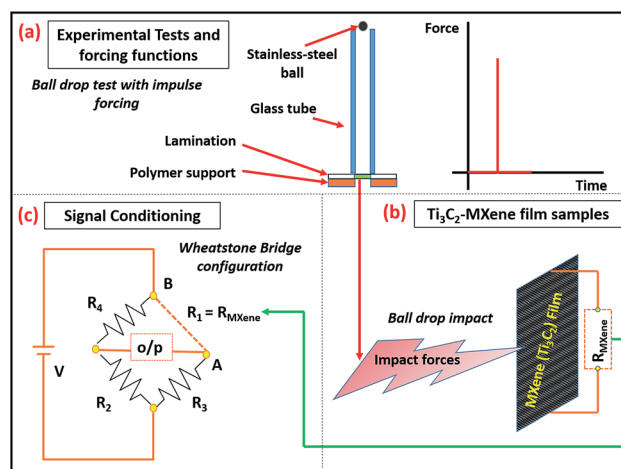 (a)
Experimental Tests and
forcing functions
Ball drop test with impulse
forcing
Stainless-steel
ball
Glass tube
Lamination
Polymer support
Force
Time
(c)
Signal Conditioning
Wheatstone Bridge
configuration
B
R₄
R₁ = R_MXene
o/p
A
V
R₂
R₃
(b)
Ti₃C₂-MXene film samples
Ball drop impact
Impact forces
MXene (Ti₃C₂) Film
R_MXene